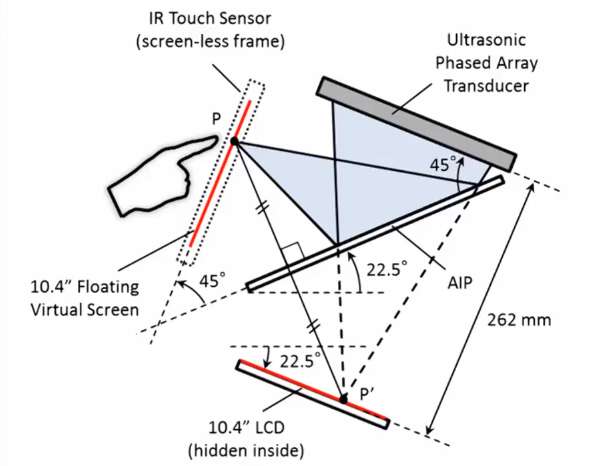 IR Touch Sensor
(screen-less frame)
Ultrasonic
Phased Array
Transducer
P
45°
10.4” Floating
Virtual Screen
45°
22.5°
AIP
262 mm
22.5°
P’
10.4” LCD
(hidden inside)